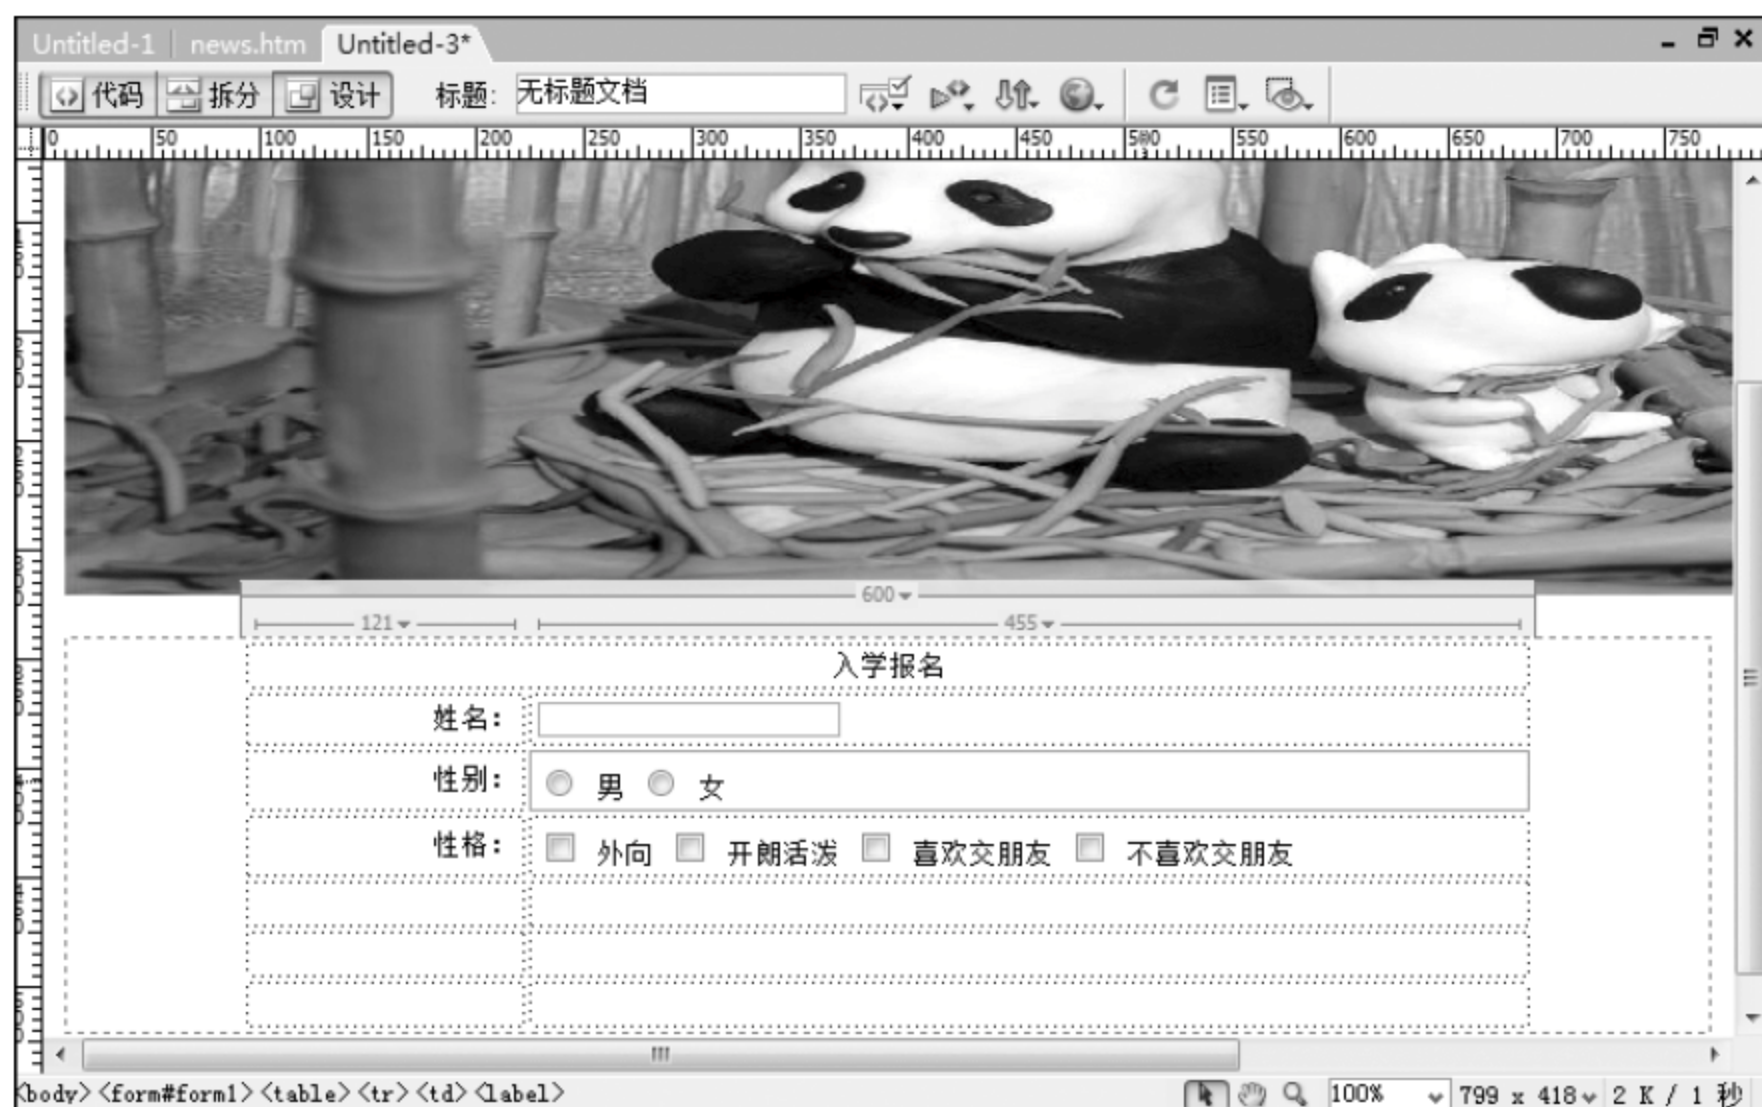 Untitled-1 news.htm Untitled-3*
代码 拆分 设计 标题: 无标题文档
0 50 100 150 200 250 300 350 400 450 500 550 600 650 700 750
600
121 455
入学报名
姓名:
性别: 男 女
性格: 外向 开朗活泼 喜欢交朋友 不喜欢交朋友
<body> <form#form1> <table> <tr> <td> <label> 100% 799 x 418 2 K / 1 秒